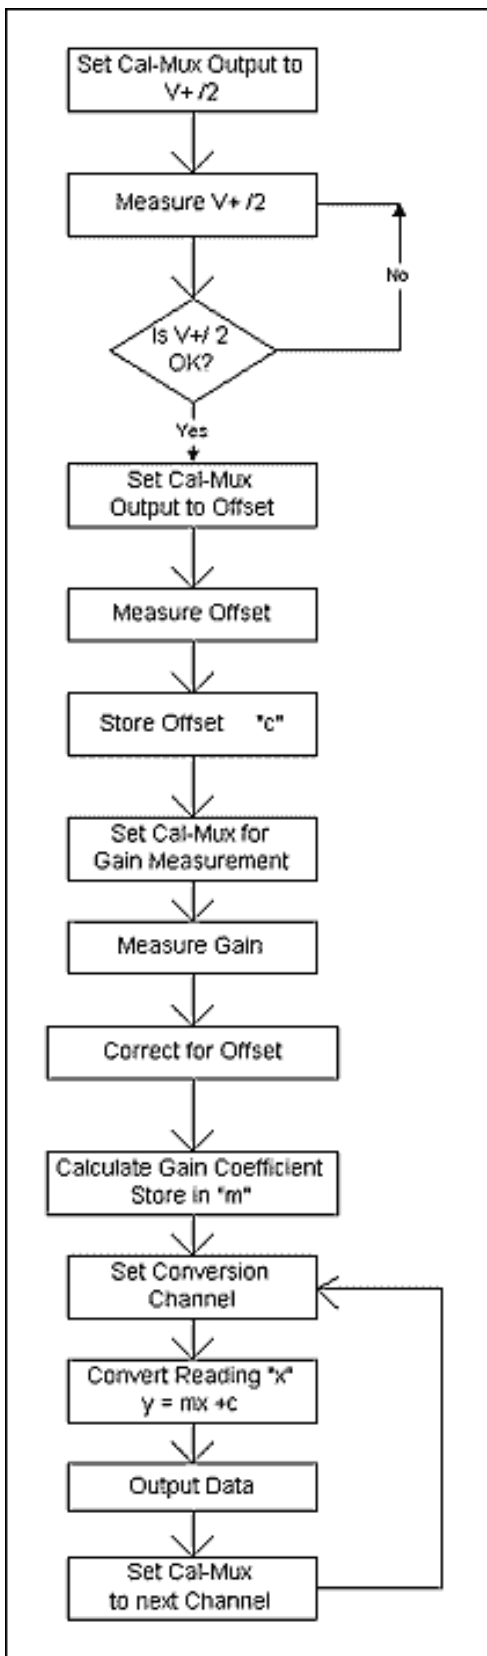 Set Cal-Mux Output to
V+ /2
Measure V+ /2
No
Is V+/ 2
OK?
Yes
Set Cal-Mux
Output to Offset
Measure Offset
Store Offset "c"
Set Cal-Mux for
Gain Measurement
Measure Gain
Correct for Offset
Calculate Gain Coefficient
Store in "m"
Set Conversion
Channel
Convert Reading "x"
y = mx +c
Output Data
Set Cal-Mux
to next Channel